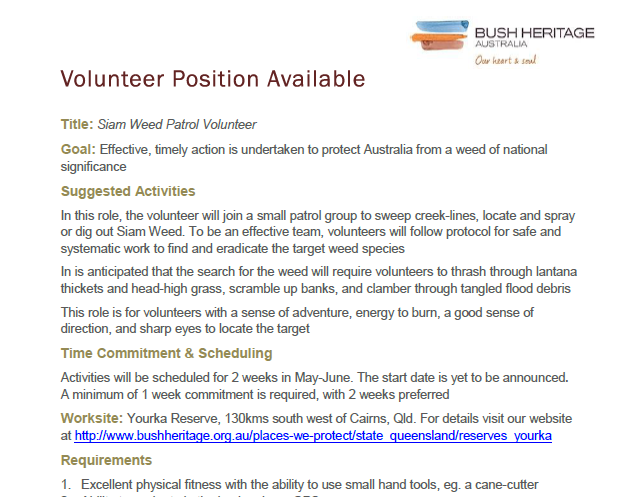 BUSH HERITAGE
AUSTRALIA
Our heart & soul
Volunteer Position Available
Title: Siam Weed Patrol Volunteer
Goal: Effective, timely action is undertaken to protect Australia from a weed of national
significance
Suggested Activities
In this role, the volunteer will join a small patrol group to sweep creek-lines, locate and spray
or dig out Siam Weed. To be an effective team, volunteers will follow protocol for safe and
systematic work to find and eradicate the target weed species
In is anticipated that the search for the weed will require volunteers to thrash through lantana
thickets and head-high grass, scramble up banks, and clamber through tangled flood debris
This role is for volunteers with a sense of adventure, energy to burn, a good sense of
direction, and sharp eyes to locate the target
Time Commitment & Scheduling
Activities will be scheduled for 2 weeks in May-June. The start date is yet to be announced.
A minimum of 1 week commitment is required, with 2 weeks preferred
Worksite: Yourka Reserve, 130kms south west of Cairns, Qld. For details visit our website
at http://www.bushheritage.org.au/places-we-protect/state_queensland/reserves_yourka
Requirements
1. Excellent physical fitness with the ability to use small hand tools, eg. a cane-cutter